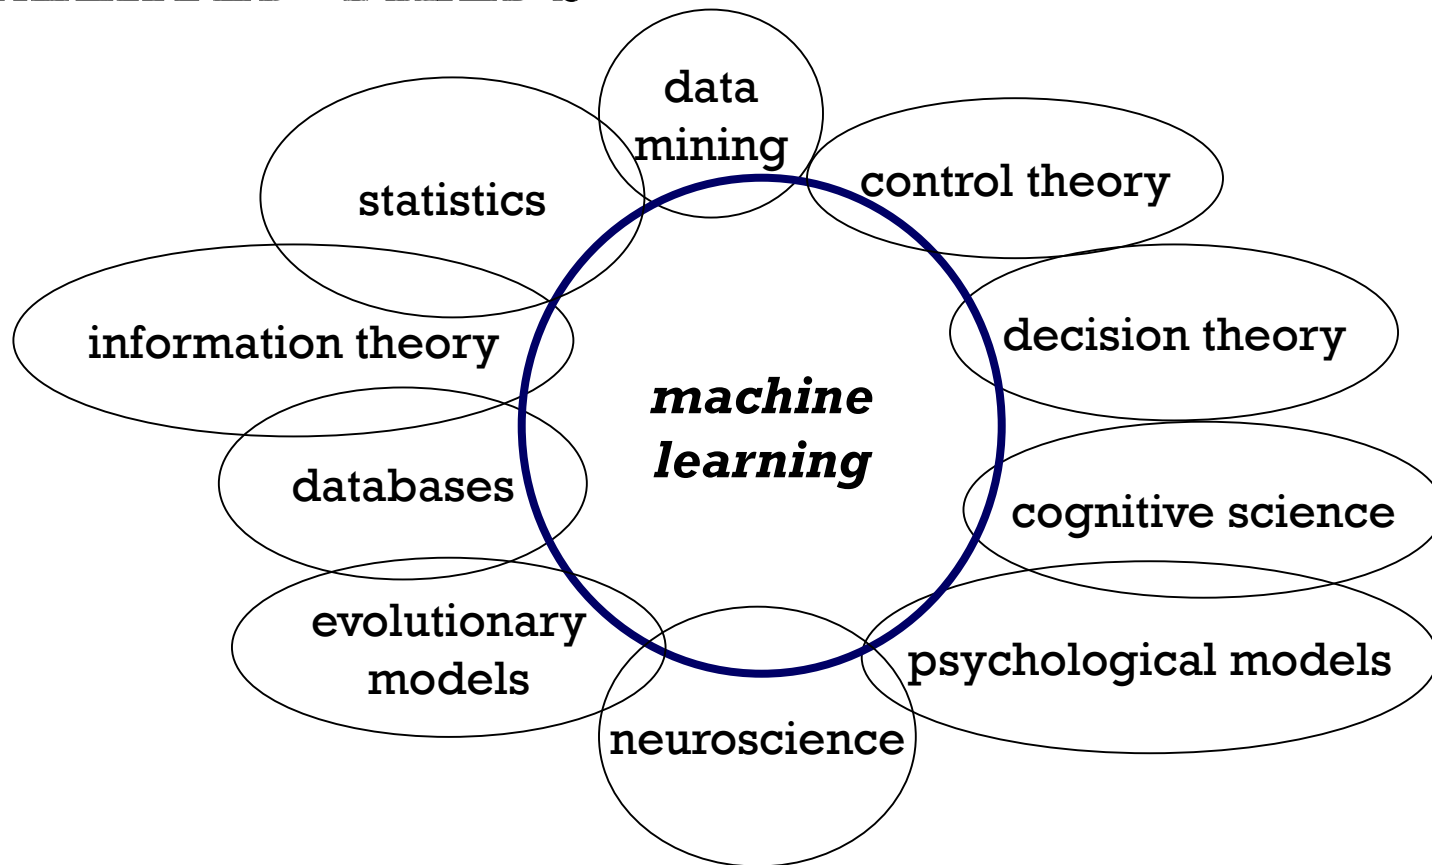 data
mining
control theory
statistics
decision theory
information theory
machine
learning
databases
cognitive science
evolutionary
models
psychological models
neuroscience